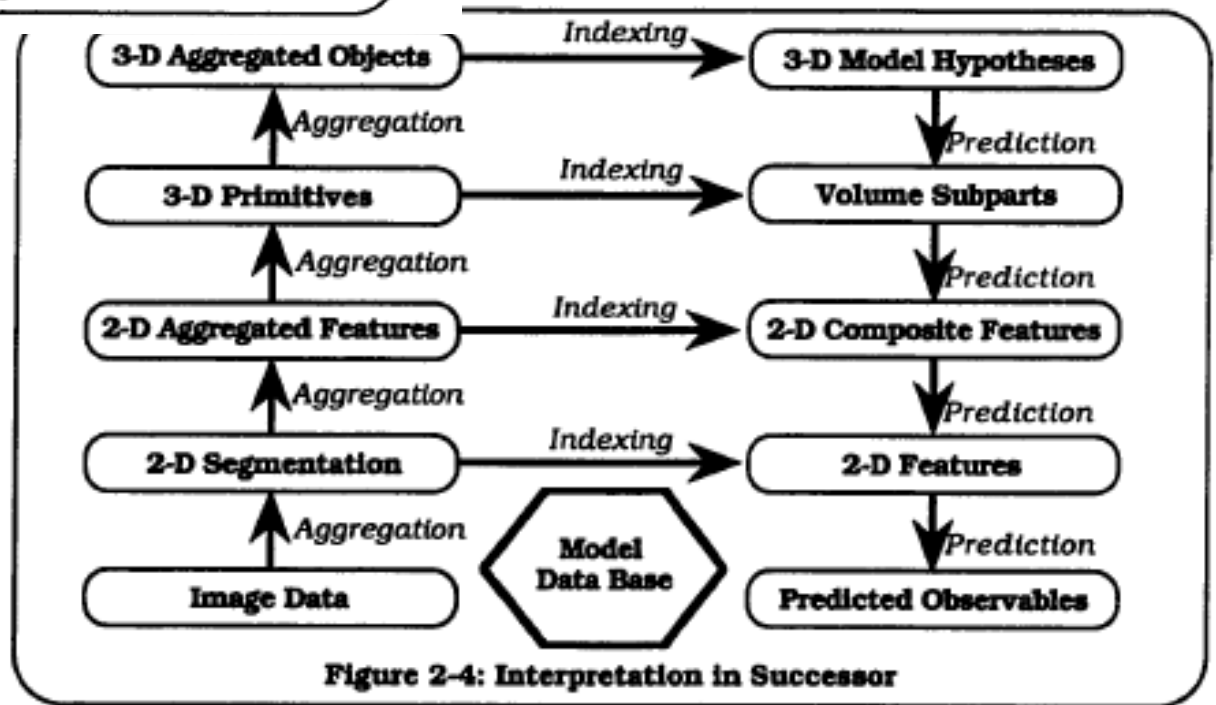 Indexing
3-D Aggregated Objects
3-D Model Hypotheses
Aggregation
Prediction
Indexing
3-D Primitives
Volume Subparts
Aggregation
Prediction
Indexing
2-D Aggregated Features
2-D Composite Features
Aggregation
Prediction
Indexing
2-D Segmentation
2-D Features
Aggregation
Model
Data Base
Prediction
Image Data
Predicted Observables
Figure 2-4: Interpretation in Successor